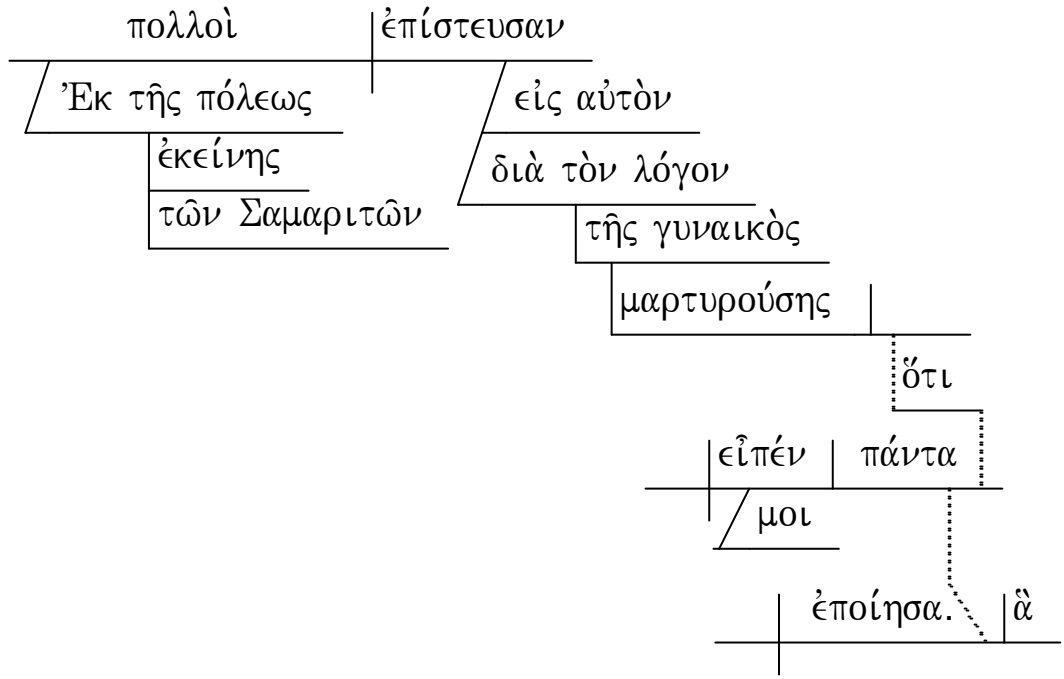 πολλοὶ ἐπίστευσαν
Ἐκ τῆς πόλεως εἰς αὐτὸν
ἐκείνης διὰ τὸν λόγον
τῶν Σαμαριτῶν τῆς γυναικὸς
μαρτυρούσης
ὅτι
εἶπέν πάντα
μοι
ἐποίησα. ἃ